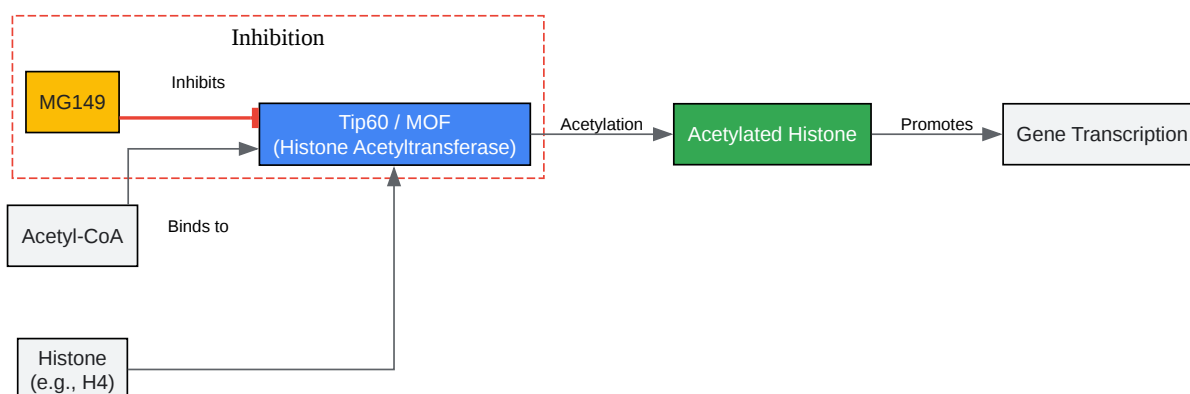 Inhibition
Inhibits
MG149
Tip60 / MOF
(Histone Acetyltransferase)
Acetylation
Acetylated Histone
Promotes
Gene Transcription
Acetyl-CoA
Binds to
Histone
(e.g., H4)